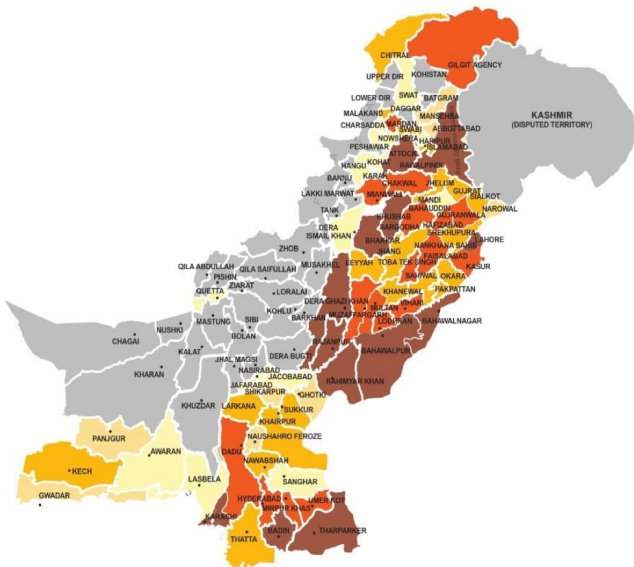 CHITRAL
GILGIT AGENCY
UPPER DIR
KOHISTAN
LOWER DIR
SWAT
BATGRAM
MALAKAND
DAGGAR
MANSEHRA
KASHMIR
(DISPUTED TERRITORY)
CHARSADDA
MARDAN
SWABI
ABBOTTABAD
NOWSHERA
HARIPUR
PESHAWAR
ISLAMABAD
ATTOCK
HANGU
KOHAT
RAWALPINDI
KARAK
BANNU
CHAKWAL
JHELUM
LAKKI MARWAT
MIANWALI
GUJRAT
SIALKOT
MANDI
BAHAUDDIN
NAROWAL
TANK
KHUSHAB
GUJRANWALA
DERA
ISMAIL KHAN
SARGODHA
HAFIZABAD
SHEKHUPURA
LAHORE
ZHOB
BHAKKAR
JHANG
NANKHANA SAHIB
FAISALABAD
KASUR
QILA ABDULLAH
QILA SAIFULLAH
MUSAKHEL
LEYYAH
TOBA TEK SINGH
PISHIN
ZIARAT
SAHIWAL
OKARA
QUETTA
LORALAI
KHANEWAL
PAKPATTAN
DERA GHAZI KHAN
MULTAN
VIHARI
KOHLU
BARKHAN
MUZAFFARGARH
LODHRAN
BAHAWALNAGAR
MASTUNG
SIBI
NUSHKI
BOLAN
CHAGAI
RAJANPUR
BAHAWALPUR
KALAT
DERA BUGTI
JHAL MAGSI
NASIRABAD
KHARAN
JACOBABAD
RAHIMYAR KHAN
JAFARABAD
SHIKARPUR
GHOTKI
KHUZDAR
LARKANA
SUKKUR
KHAIRPUR
PANJGUR
NAUSHAHRO FEROZE
AWARAN
DADU
KECH
NAWABSHAH
LASBELA
SANGHAR
GWADAR
HYDERABAD
UMER KOT
MIRPUR KHAS
KARACHI
BADIN
THARPARKER
THATTA